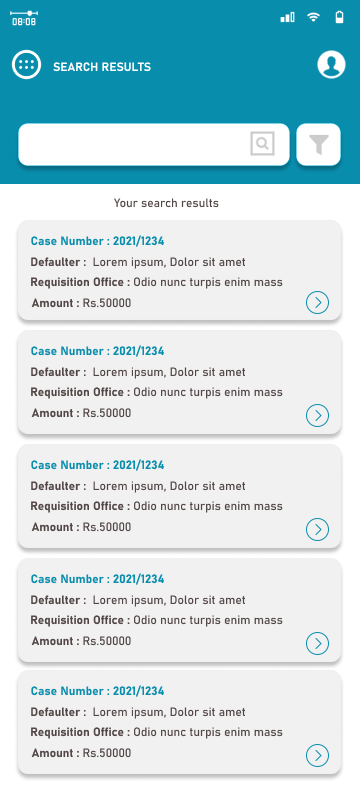 08:08
SEARCH RESULTS
Your search results
Case Number : 2021/1234
Defaulter : Lorem ipsum, Dolor sit amet
Requisition Office : Odio nunc turpis enim mass
Amount : Rs.50000
Case Number : 2021/1234
Defaulter : Lorem ipsum, Dolor sit amet
Requisition Office : Odio nunc turpis enim mass
Amount : Rs.50000
Case Number : 2021/1234
Defaulter : Lorem ipsum, Dolor sit amet
Requisition Office : Odio nunc turpis enim mass
Amount : Rs.50000
Case Number : 2021/1234
Defaulter : Lorem ipsum, Dolor sit amet
Requisition Office : Odio nunc turpis enim mass
Amount : Rs.50000
Case Number : 2021/1234
Defaulter : Lorem ipsum, Dolor sit amet
Requisition Office : Odio nunc turpis enim mass
Amount : Rs.50000